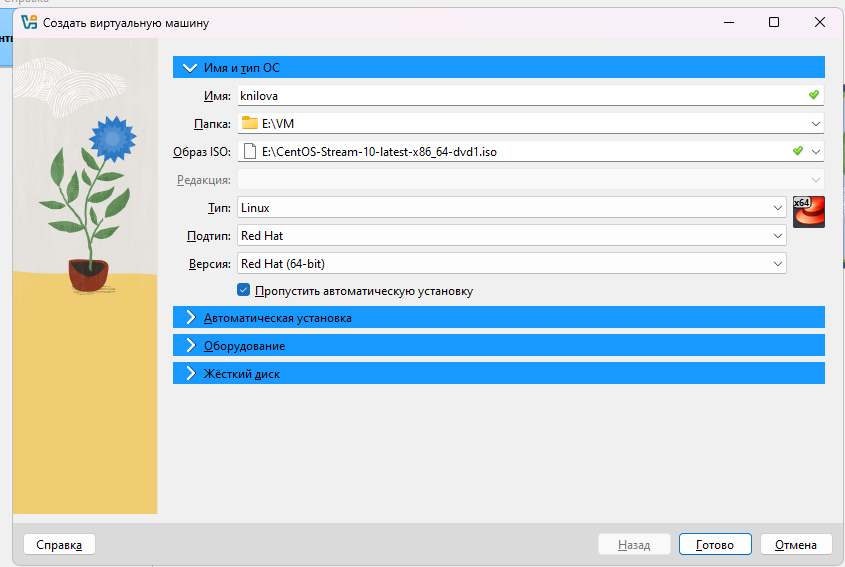 Справка
Создать виртуальную машину
Имя и тип ОС
Имя: knilova
Папка: E:\VM
Образ ISO: E:\CentOS-Stream-10-latest-x86_64-dvd1.iso
Редакция:
Тип: Linux
x64
Подтип: Red Hat
Версия: Red Hat (64-bit)
Пропустить автоматическую установку
Автоматическая установка
Оборудование
Жёсткий диск
Справка Назад Готово Отмена